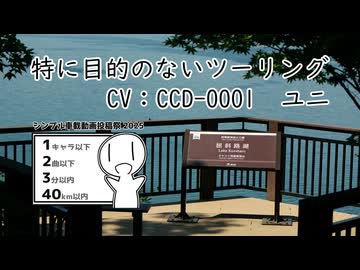 特に目的のないツーリング
CV:CCD-0001 ユニ
シンプル車載動画投稿祭2025
1キャラ以下
2曲以下
3分以内
40km以内
屈斜路湖
Lake Kussharo